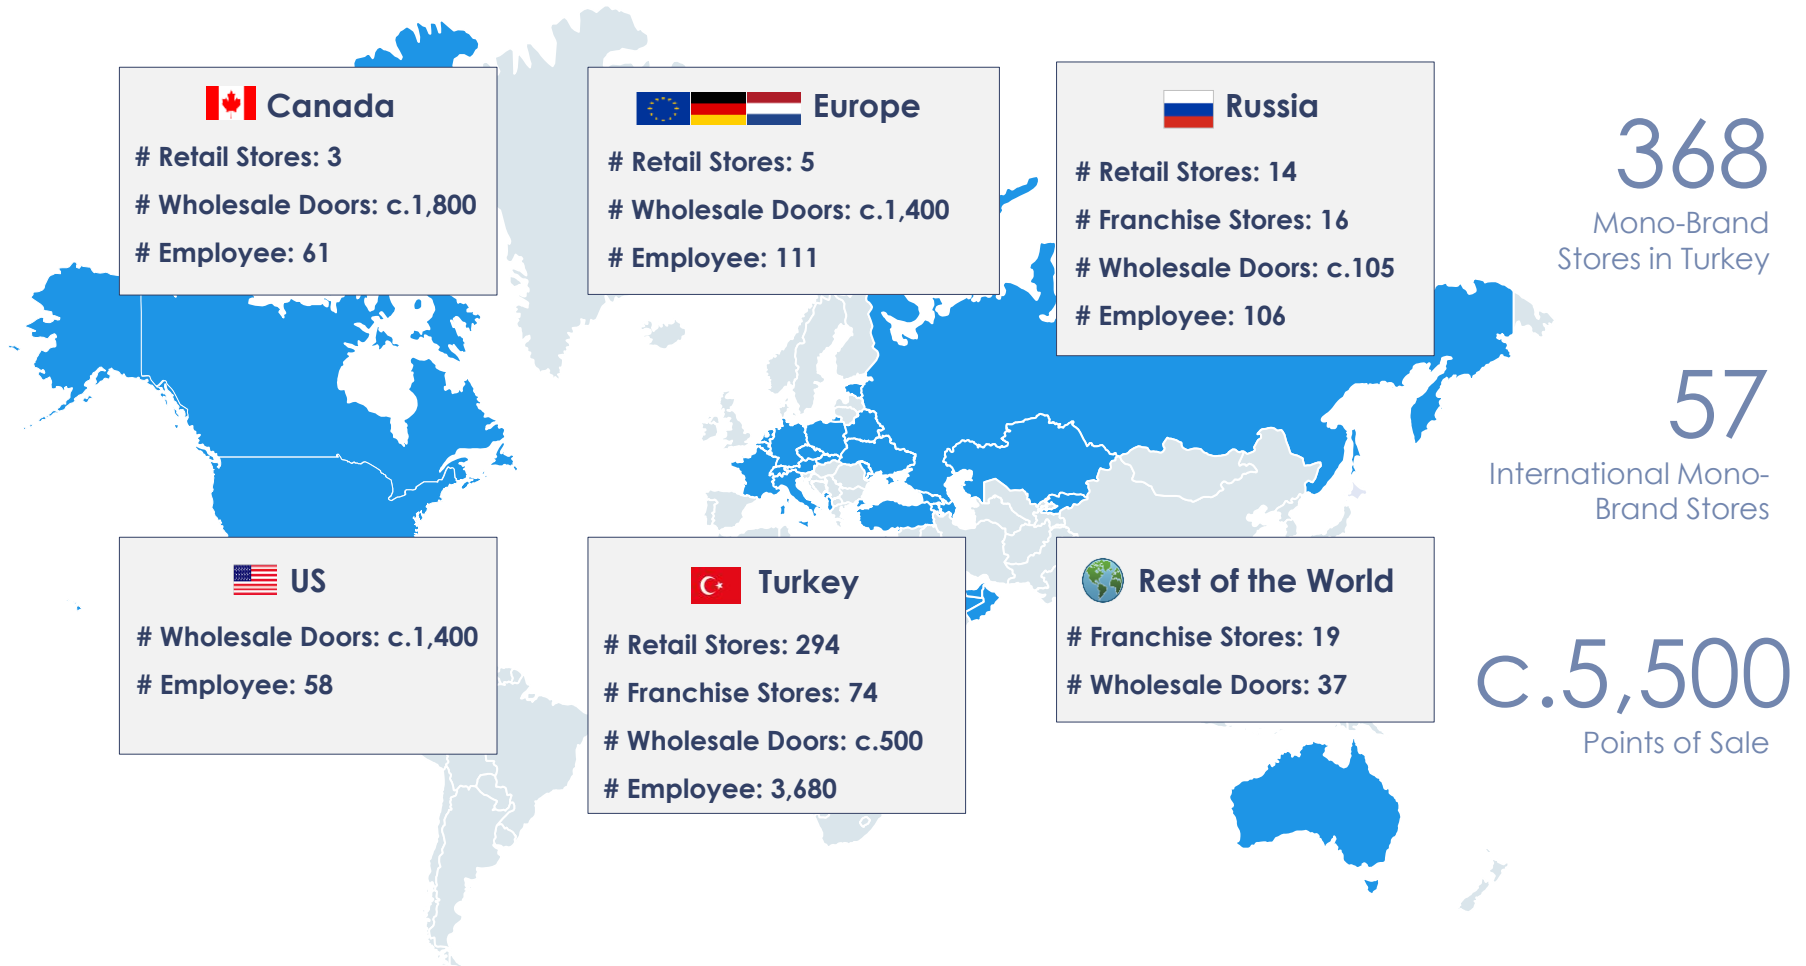 Canada
# Retail Stores: 3
# Wholesale Doors: c.1,800
# Employee: 61
Europe
# Retail Stores: 5
# Wholesale Doors: c.1,400
# Employee: 111
Russia
# Retail Stores: 14
# Franchise Stores: 16
# Wholesale Doors: c.105
# Employee: 106
368
Mono-Brand
Stores in Turkey
57
International Mono-
Brand Stores
US
# Wholesale Doors: c.1,400
# Employee: 58
Turkey
# Retail Stores: 294
# Franchise Stores: 74
# Wholesale Doors: c.500
# Employee: 3,680
Rest of the World
# Franchise Stores: 19
# Wholesale Doors: 37
c.5,500
Points of Sale